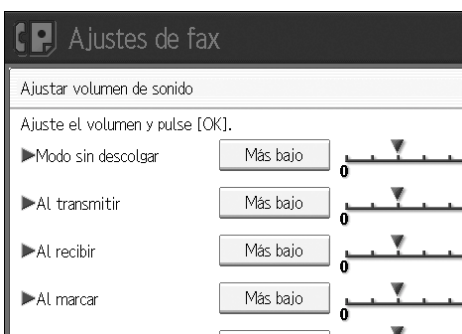 Ajustes de fax
Ajustar volumen de sonido
Ajuste el volumen y pulse [OK].
▶Modo sin descolgar Más bajo 0
▶Al transmitir Más bajo 0
▶Al recibir Más bajo 0
▶Al marcar Más bajo 0